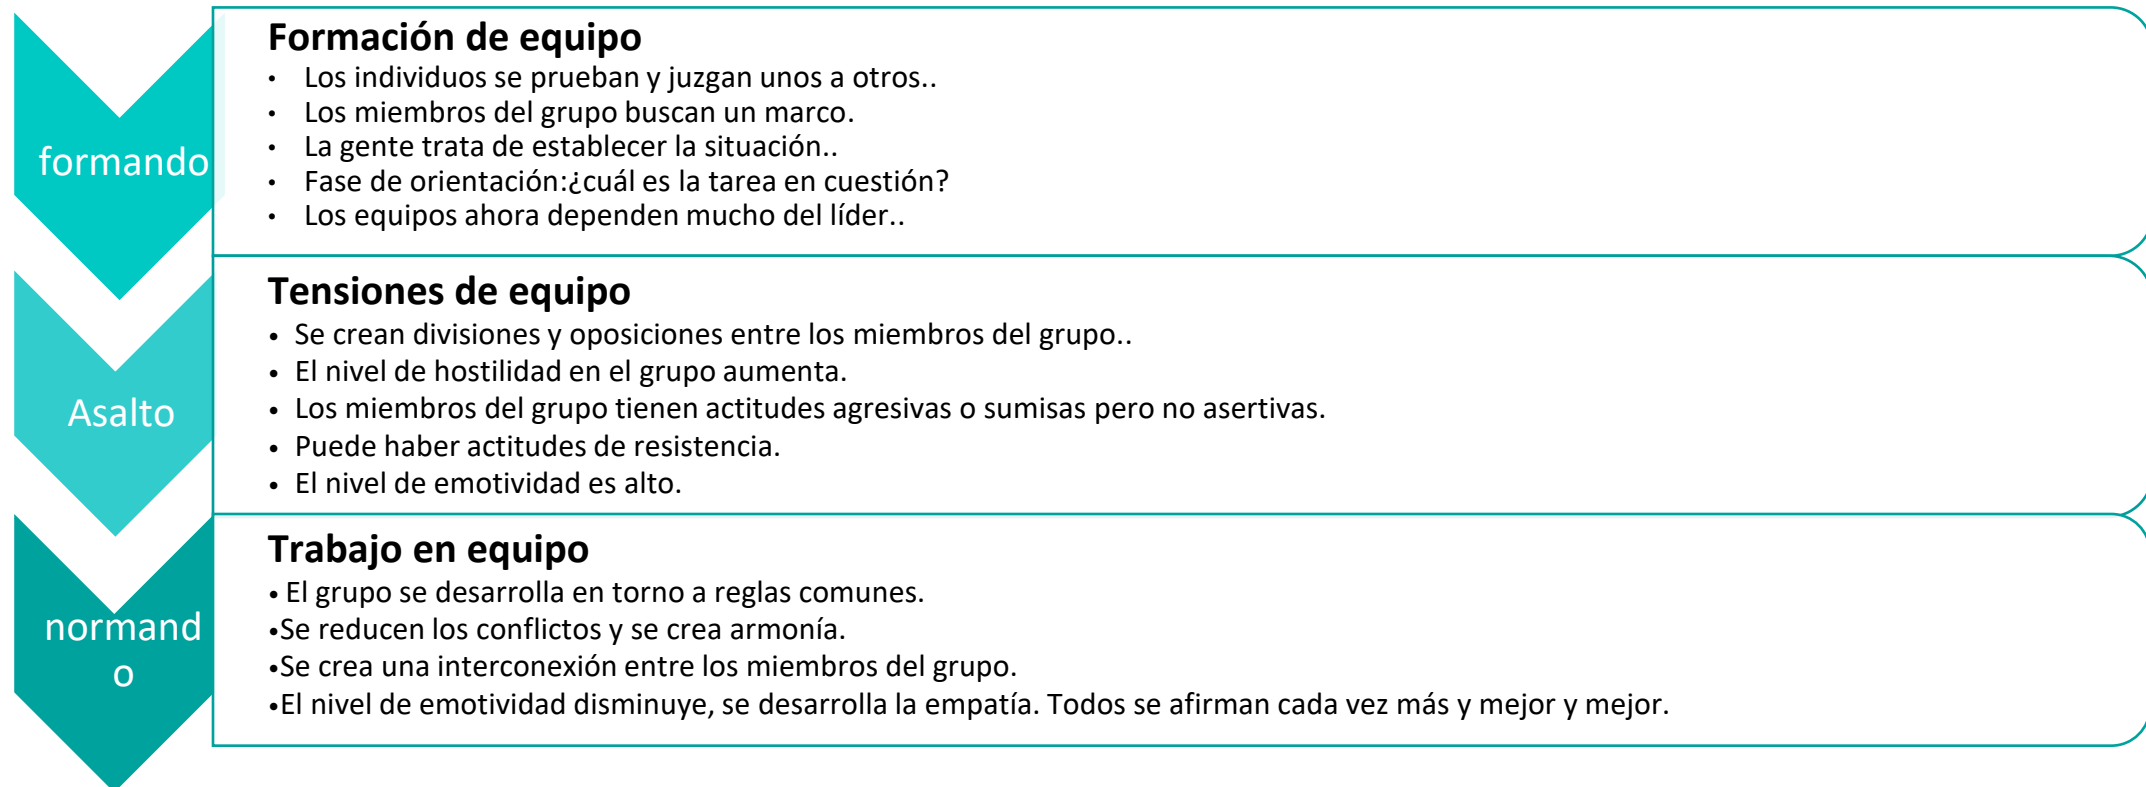 formando
Formación de equipo
• Los individuos se prueban y juzgan unos a otros..
• Los miembros del grupo buscan un marco.
• La gente trata de establecer la situación..
• Fase de orientación:¿cuál es la tarea en cuestión?
• Los equipos ahora dependen mucho del líder..
Asalto
Tensiones de equipo
• Se crean divisiones y oposiciones entre los miembros del grupo..
• El nivel de hostilidad en el grupo aumenta.
• Los miembros del grupo tienen actitudes agresivas o sumisas pero no asertivas.
• Puede haber actitudes de resistencia.
• El nivel de emotividad es alto.
normand
o
Trabajo en equipo
• El grupo se desarrolla en torno a reglas comunes.
•Se reducen los conflictos y se crea armonía.
•Se crea una interconexión entre los miembros del grupo.
•El nivel de emotividad disminuye, se desarrolla la empatía. Todos se afirman cada vez más y mejor y mejor.